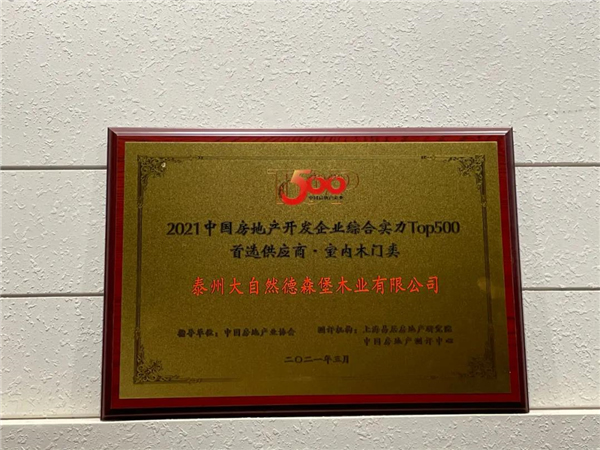 500
2021中国房地产开发企业综合实力Top500
首选供应商·室内木门类
泰州大自然德森堡木业有限公司
指导单位：中国房地产业协会 测评机构：上海易居房地产研究院
中国房地产测评中心
二〇二一年三月